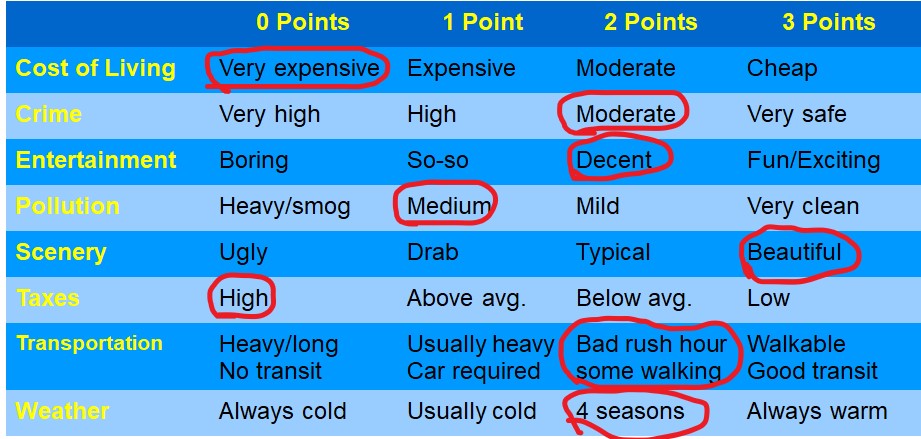 0 Points 1 Point 2 Points 3 Points
Cost of Living Very expensive Expensive Moderate Cheap
Crime Very high High Moderate Very safe
Entertainment Boring So-so Decent Fun/Exciting
Pollution Heavy/smog Medium Mild Very clean
Scenery Ugly Drab Typical Beautiful
Taxes High Above avg. Below avg. Low
Transportation Heavy/long Usually heavy Bad rush hour Walkable
No transit Car required some walking Good transit
Weather Always cold Usually cold 4 seasons Always warm